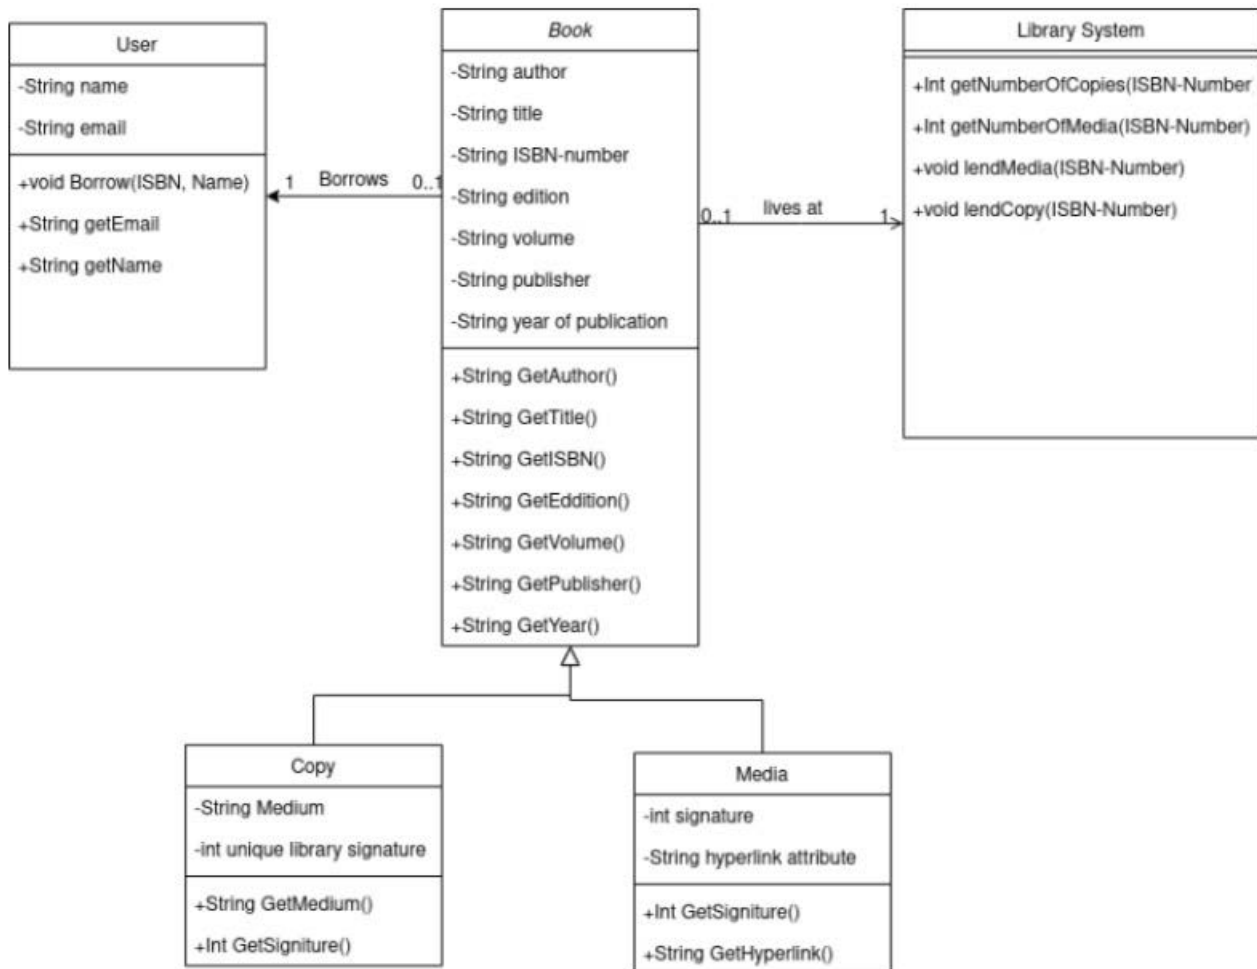 User
-String name
-String email
+void Borrow(ISBN, Name)
+String getEmail
+String getName
1 Borrows 0..1
Book
-String author
-String title
-String ISBN-number
-String edition
-String volume
-String publisher
-String year of publication
+String GetAuthor()
+String GetTitle()
+String GetISBN()
+String GetEddition()
+String GetVolume()
+String GetPublisher()
+String GetYear()
0..1 lives at 1
Library System
+Int getNumberOfCopies(ISBN-Number
+Int getNumberOfMedia(ISBN-Number)
+void lendMedia(ISBN-Number)
+void lendCopy(ISBN-Number)
Copy
-String Medium
-int unique library signature
+String GetMedium()
+Int GetSigniture()
Media
-int signature
-String hyperlink attribute
+Int GetSigniture()
+String GetHyperlink()